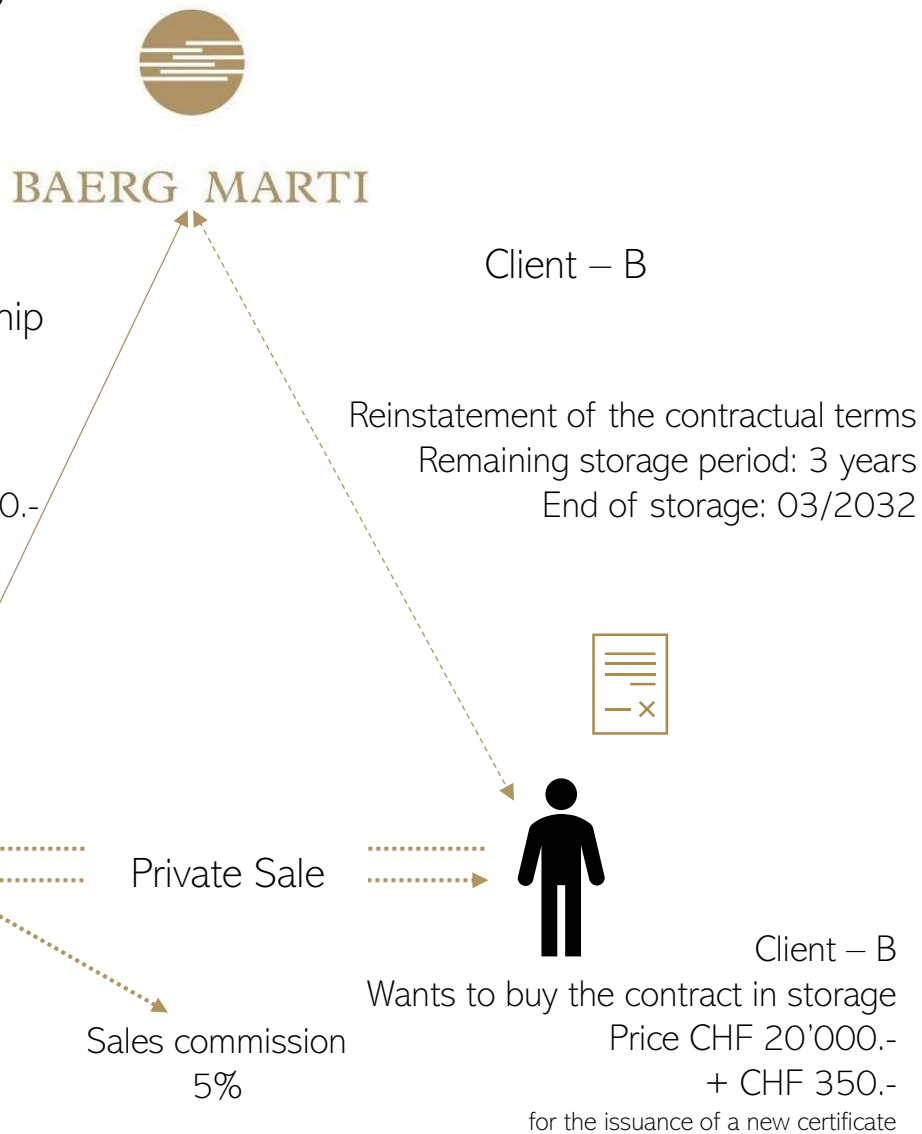 BAERG MARTI
Client – B
Reinstatement of the contractual terms
Remaining storage period: 3 years
End of storage: 03/2032
Private Sale
Client – B
Wants to buy the contract in storage
Price CHF 20'000.-
+ CHF 350.-
for the issuance of a new certificate
Sales commission
5%